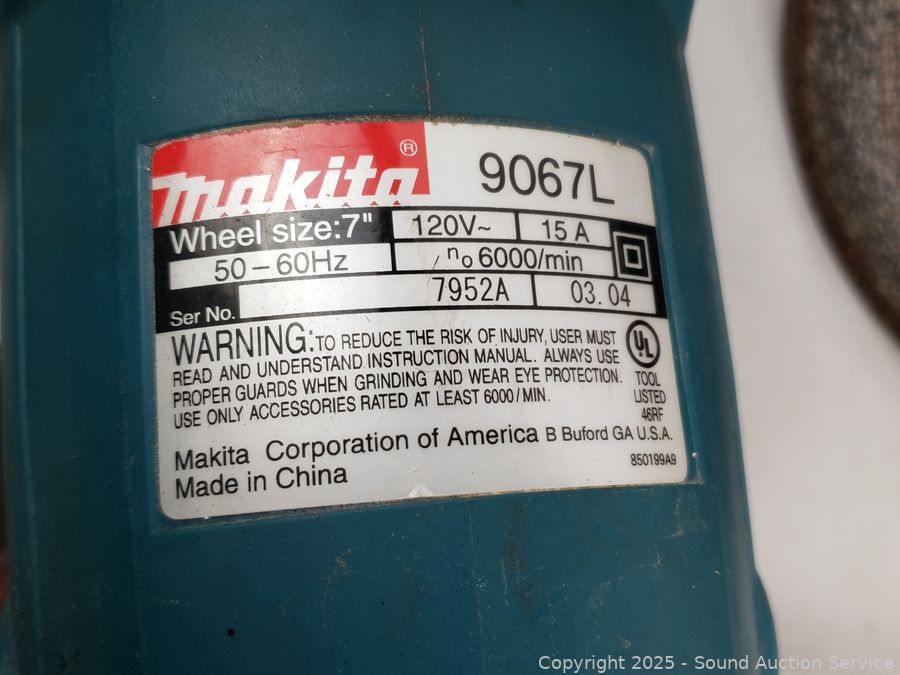 makita®
9067L
Wheel size:7"
120V~
15 A
50–60Hz
n₀ 6000/min
Ser No.
7952A
03.04
WARNING: TO REDUCE THE RISK OF INJURY, USER MUST
READ AND UNDERSTAND INSTRUCTION MANUAL. ALWAYS USE
PROPER GUARDS WHEN GRINDING AND WEAR EYE PROTECTION.
USE ONLY ACCESSORIES RATED AT LEAST 6000/MIN.
UL
TOOL
LISTED
46RF
Makita Corporation of America B Buford GA U.S.A.
Made in China
850199A9
Copyright 2025 - Sound Auction Service